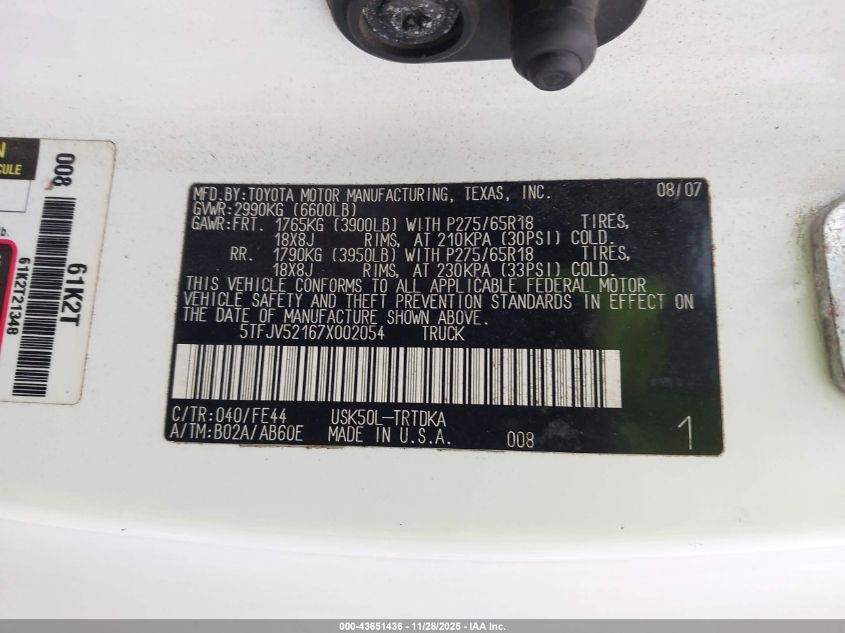 MFD.BY:TOYOTA MOTOR MANUFACTURING, TEXAS, INC. 08/07
GVWR:2990KG (6600LB)
GAWR:FRT. 1765KG (3900LB) WITH P275/65R18 TIRES,
18X8J RIMS, AT 210KPA (30PSI) COLD.
RR. 1790KG (3950LB) WITH P275/65R18 TIRES,
18X8J RIMS, AT 230KPA (33PSI) COLD.
THIS VEHICLE CONFORMS TO ALL APPLICABLE FEDERAL MOTOR
VEHICLE SAFETY AND THEFT PREVENTION STANDARDS IN EFFECT ON
THE DATE OF MANUFACTURE SHOWN ABOVE.
5TFJV52167X002054 TRUCK
C/TR:040/FE44 USK50L-TRTDKA
A/TM:B02A/AB60E MADE IN U.S.A. 008 1
008
61K2T
61K2T21348
N
CULE
b.
000-43651436 - 11/28/2025 - IAA Inc.